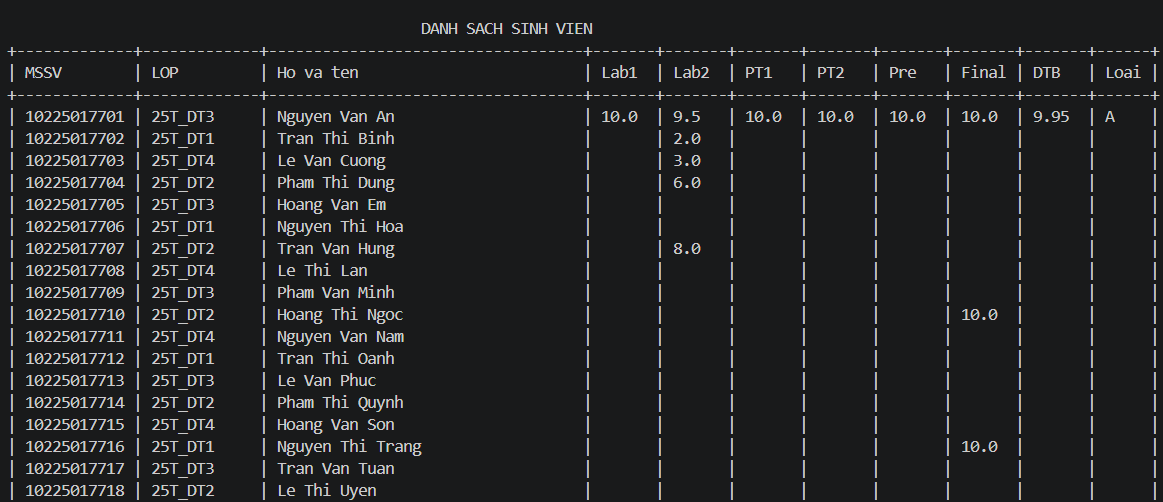 DANH SACH SINH VIEN
+-------------+-------------+-----------------------------------+-------+-------+-------+-------+-------+-------+-------+------+
| MSSV        | LOP         | Ho va ten                         | Lab1  | Lab2  | PT1   | PT2   | Pre   | Final | DTB   | Loai |
+-------------+-------------+-----------------------------------+-------+-------+-------+-------+-------+-------+-------+------+
| 10225017701 | 25T_DT3     | Nguyen Van An                     | 10.0  | 9.5   | 10.0  | 10.0  | 10.0  | 10.0  | 9.95  | A    |
| 10225017702 | 25T_DT1     | Tran Thi Binh                     |       | 2.0   |       |       |       |       |       |      |
| 10225017703 | 25T_DT4     | Le Van Cuong                      |       | 3.0   |       |       |       |       |       |      |
| 10225017704 | 25T_DT2     | Pham Thi Dung                     |       | 6.0   |       |       |       |       |       |      |
| 10225017705 | 25T_DT3     | Hoang Van Em                      |       |       |       |       |       |       |       |      |
| 10225017706 | 25T_DT1     | Nguyen Thi Hoa                    |       |       |       |       |       |       |       |      |
| 10225017707 | 25T_DT2     | Tran Van Hung                     |       | 8.0   |       |       |       |       |       |      |
| 10225017708 | 25T_DT4     | Le Thi Lan                        |       |       |       |       |       |       |       |      |
| 10225017709 | 25T_DT3     | Pham Van Minh                     |       |       |       |       |       |       |       |      |
| 10225017710 | 25T_DT2     | Hoang Thi Ngoc                    |       |       |       |       |       | 10.0  |       |      |
| 10225017711 | 25T_DT4     | Nguyen Van Nam                    |       |       |       |       |       |       |       |      |
| 10225017712 | 25T_DT1     | Tran Thi Oanh                     |       |       |       |       |       |       |       |      |
| 10225017713 | 25T_DT3     | Le Van Phuc                       |       |       |       |       |       |       |       |      |
| 10225017714 | 25T_DT2     | Pham Thi Quynh                    |       |       |       |       |       |       |       |      |
| 10225017715 | 25T_DT4     | Hoang Van Son                     |       |       |       |       |       |       |       |      |
| 10225017716 | 25T_DT1     | Nguyen Thi Trang                  |       |       |       |       |       | 10.0  |       |      |
| 10225017717 | 25T_DT3     | Tran Van Tuan                     |       |       |       |       |       |       |       |      |
| 10225017718 | 25T_DT2     | Le Thi Uyen                       |       |       |       |       |       |       |       |      |